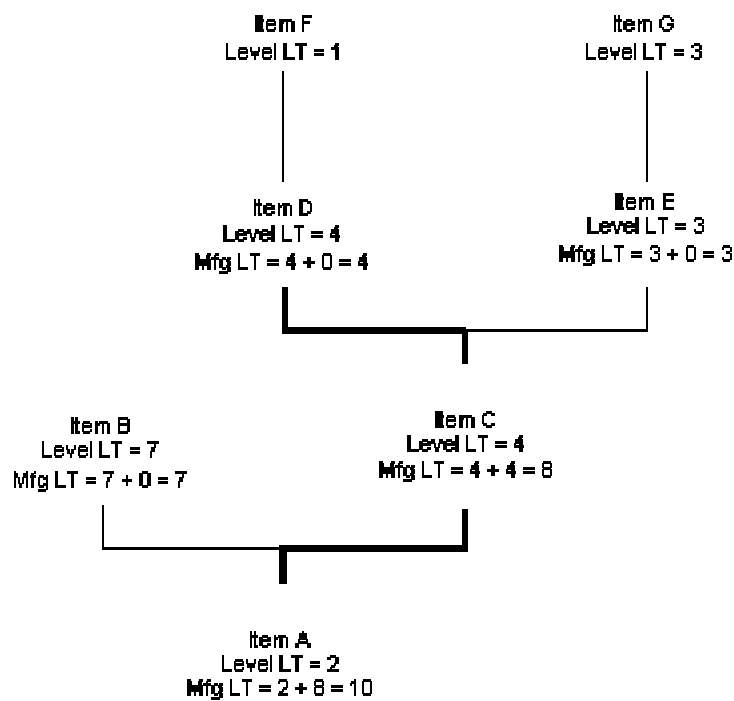 Item F
Level LT = 1
Item G
Level LT = 3
Item D
Level LT = 4
Mfg LT = 4 + 0 = 4
Item E
Level LT = 3
Mfg LT = 3 + 0 = 3
Item B
Level LT = 7
Mfg LT = 7 + 0 = 7
Item C
Level LT = 4
Mfg LT = 4 + 4 = 8
Item A
Level LT = 2
Mfg LT = 2 + 8 = 10